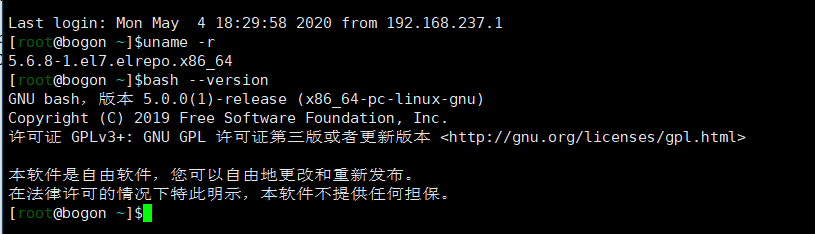 Last login: Mon May  4 18:29:58 2020 from 192.168.237.1
[root@bogon ~]$uname -r
5.6.8-1.el7.elrepo.x86_64
[root@bogon ~]$bash --version
GNU bash, 版本 5.0.0(1)-release (x86_64-pc-linux-gnu)
Copyright (C) 2019 Free Software Foundation, Inc.
许可证 GPLv3+: GNU GPL 许可证第三版或者更新版本 <http://gnu.org/licenses/gpl.html>
本软件是自由软件，您可以自由地更改和重新发布。
在法律许可的情况下特此明示，本软件不提供任何担保。
[root@bogon ~]$